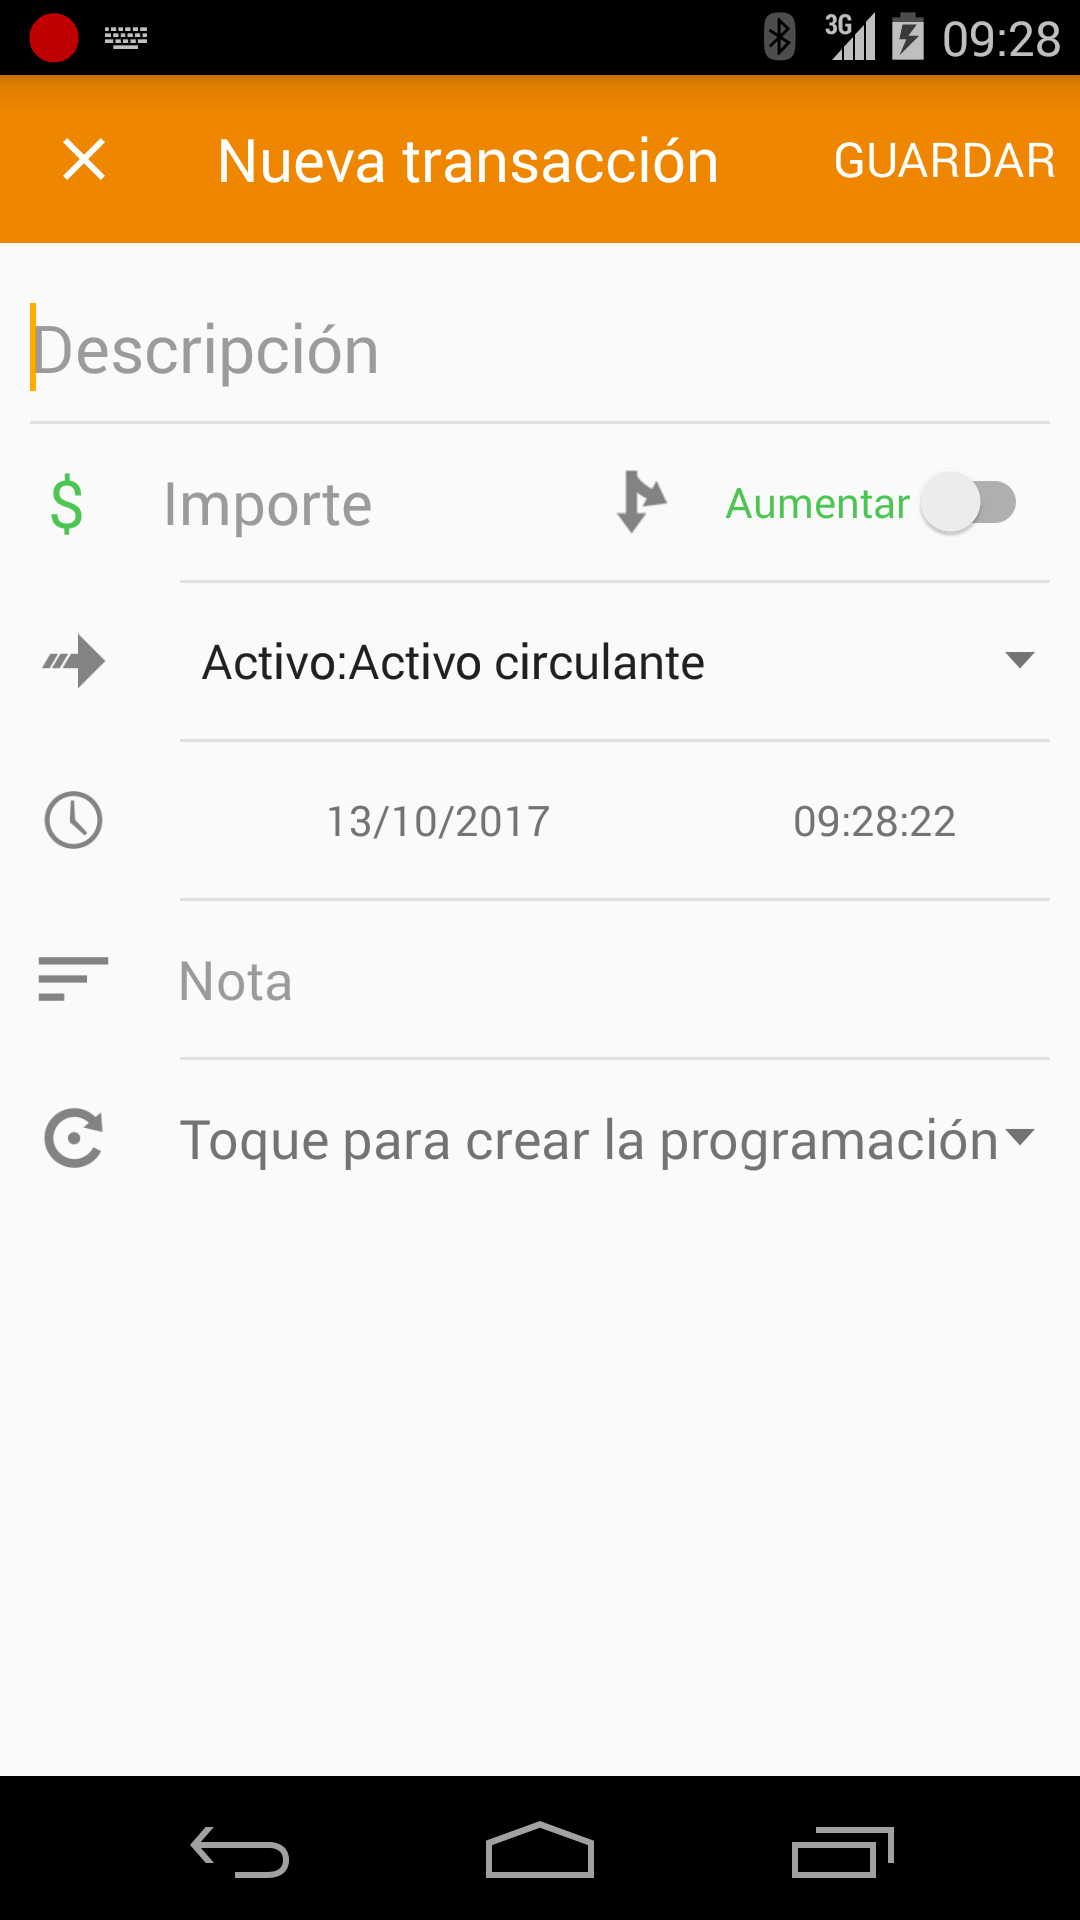 3G 09:28
Nueva transacción GUARDAR
Descripción
$ Importe Aumentar
Activo:Activo circulante
13/10/2017 09:28:22
Nota
Toque para crear la programación